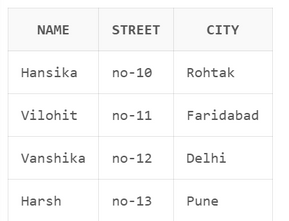 NAME STREET CITY
Hansika no-10 Rohtak
Vilohit no-11 Faridabad
Vanshika no-12 Delhi
Harsh no-13 Pune